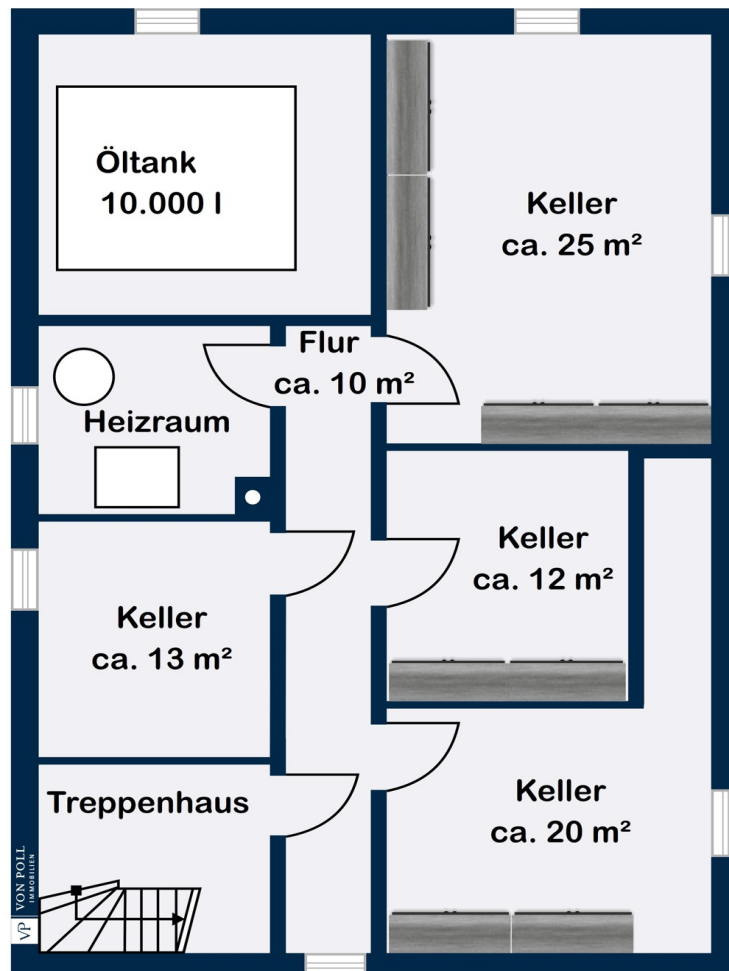 Öltank
10.000 l
Keller
ca. 25 m²
Flur
ca. 10 m²
Heizraum
Keller
ca. 12 m²
Keller
ca. 13 m²
Treppenhaus
Keller
ca. 20 m²
VP
VON POLL
IMMOBILIEN